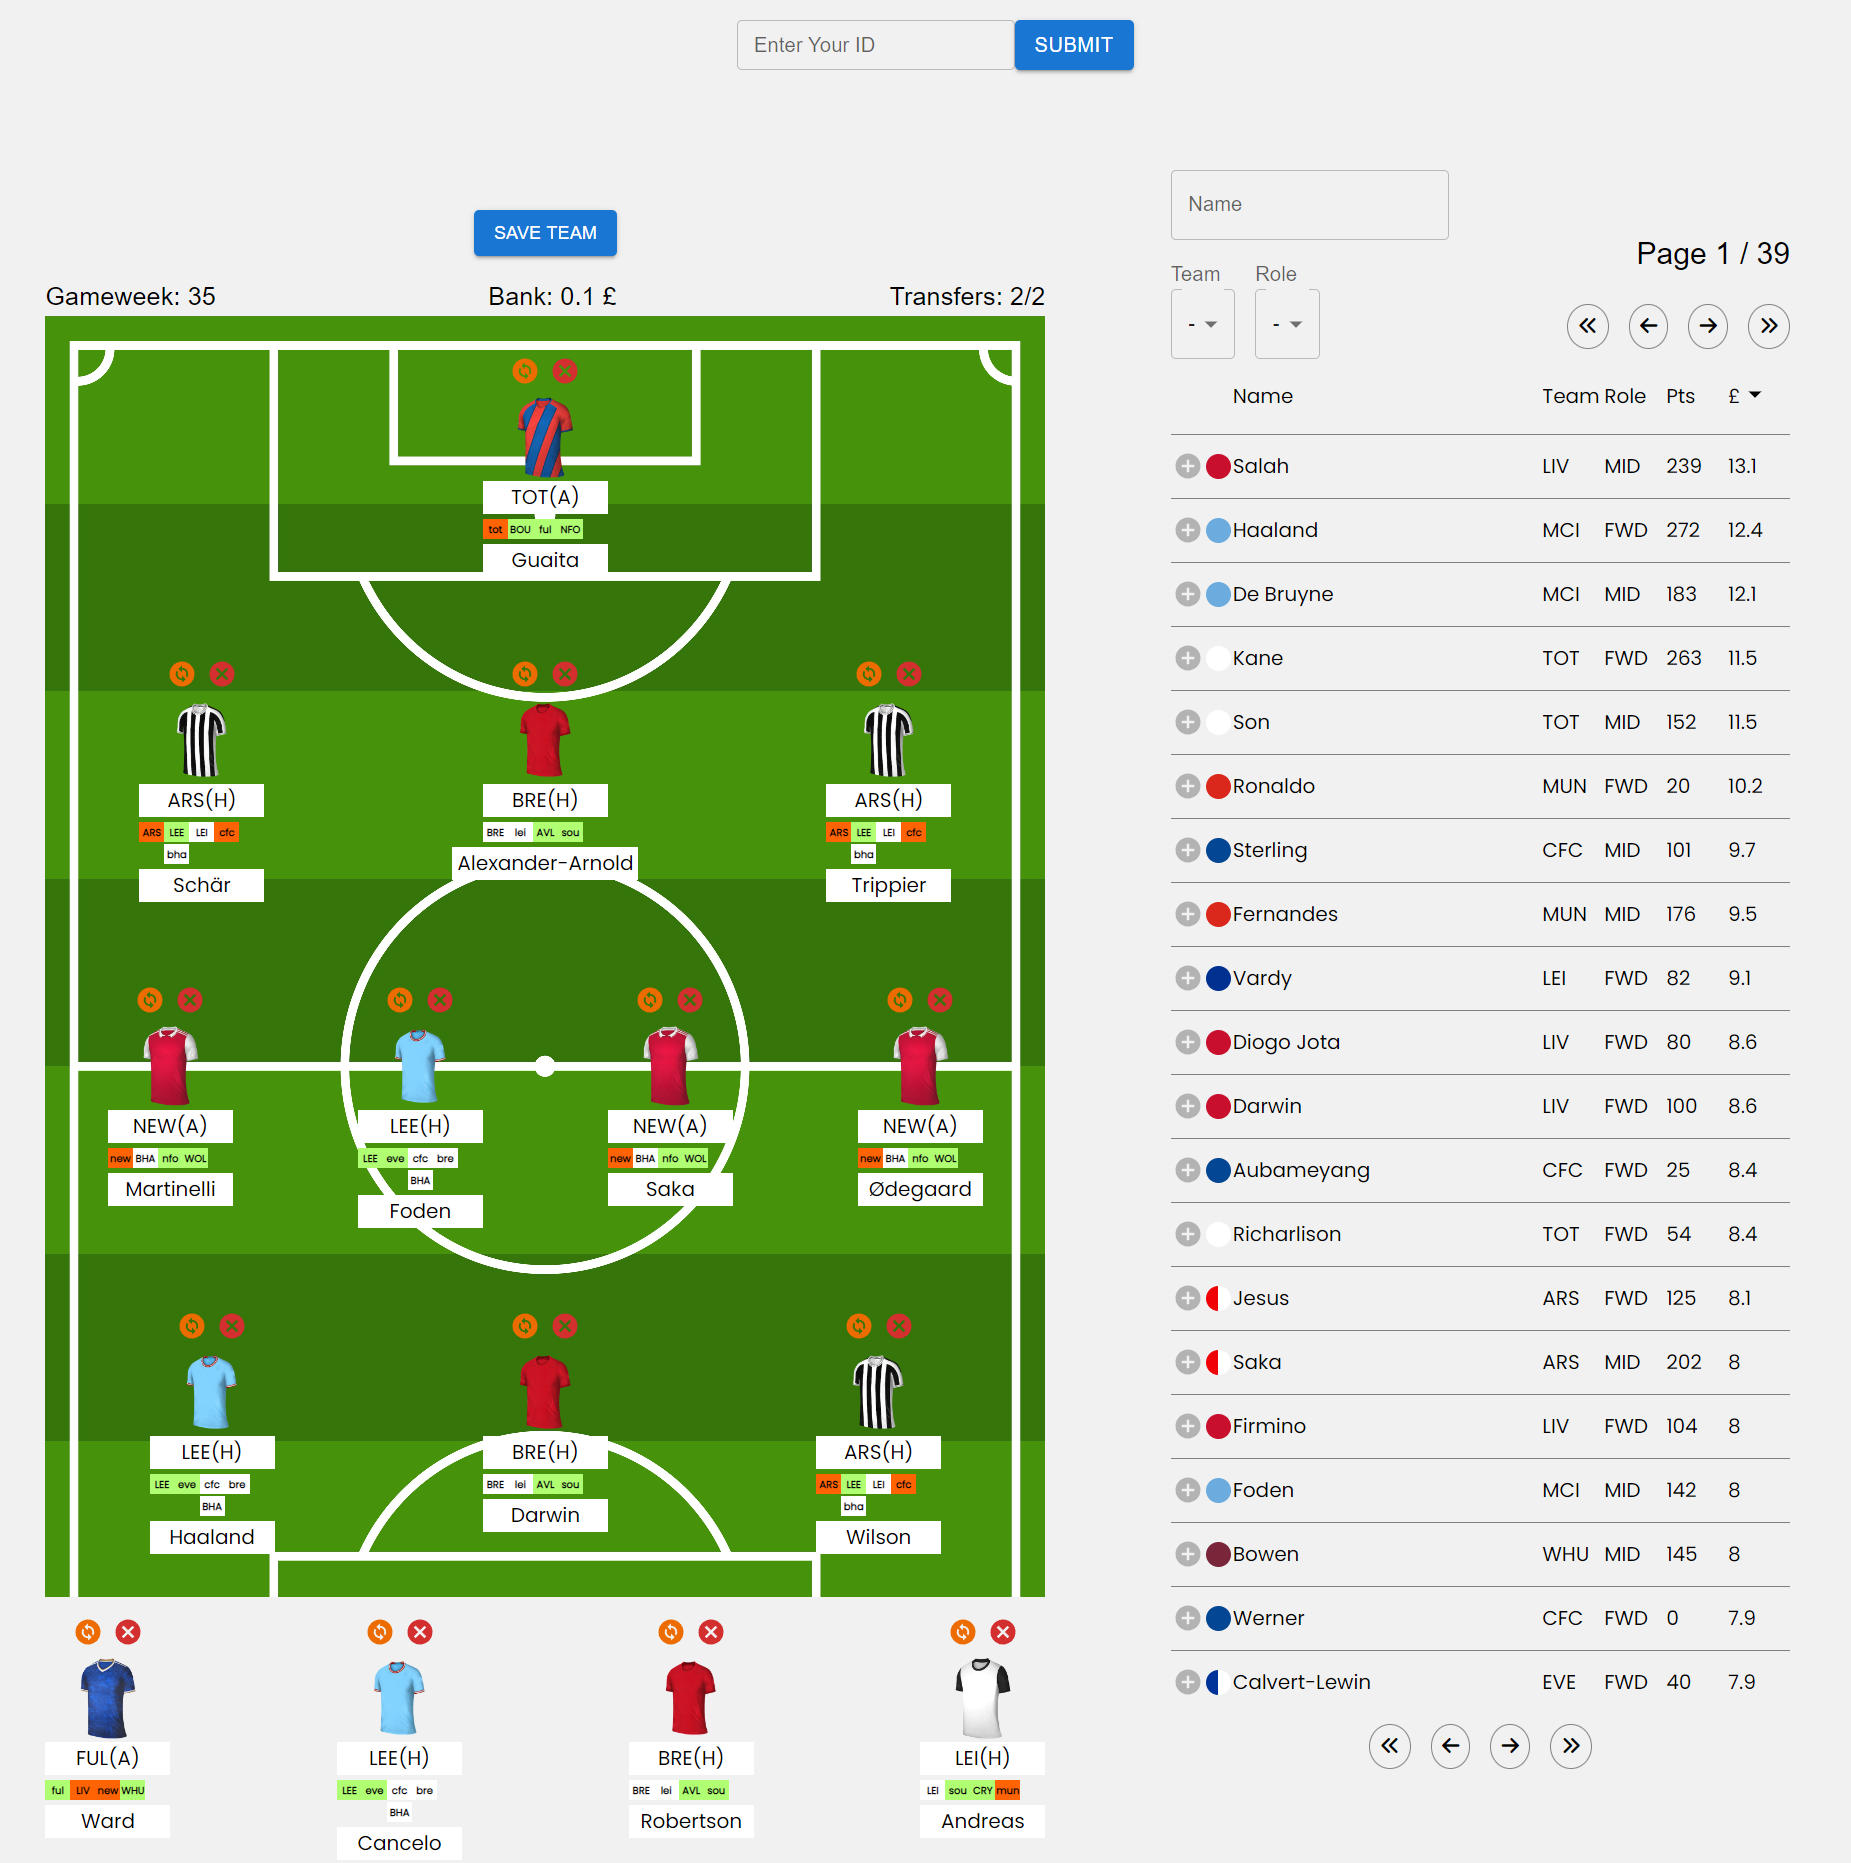 Enter Your ID
SUBMIT
SAVE TEAM
Gameweek: 35
Bank: 0.1 £
Transfers: 2/2
TOT(A)
tot BOU ful NFO
Guaita
ARS(H)
ARS LEE LEI cfc
bha
Schär
BRE(H)
BRE lei AVL sou
Alexander-Arnold
ARS(H)
ARS LEE LEI cfc
bha
Trippier
NEW(A)
new BHA nfo WOL
Martinelli
LEE(H)
LEE eve cfc bre
BHA
Foden
NEW(A)
new BHA nfo WOL
Saka
NEW(A)
new BHA nfo WOL
Ødegaard
LEE(H)
LEE eve cfc bre
BHA
Haaland
BRE(H)
BRE lei AVL sou
Darwin
ARS(H)
ARS LEE LEI cfc
bha
Wilson
FUL(A)
ful LIV new WHU
Ward
LEE(H)
LEE eve cfc bre
BHA
Cancelo
BRE(H)
BRE lei AVL sou
Robertson
LEI(H)
LEI sou CRY mun
Andreas
Name
Page 1 / 39
Team Role
- -
Name Team Role Pts £
Salah LIV MID 239 13.1
Haaland MCI FWD 272 12.4
De Bruyne MCI MID 183 12.1
Kane TOT FWD 263 11.5
Son TOT MID 152 11.5
Ronaldo MUN FWD 20 10.2
Sterling CFC MID 101 9.7
Fernandes MUN MID 176 9.5
Vardy LEI FWD 82 9.1
Diogo Jota LIV FWD 80 8.6
Darwin LIV FWD 100 8.6
Aubameyang CFC FWD 25 8.4
Richarlison TOT FWD 54 8.4
Jesus ARS FWD 125 8.1
Saka ARS MID 202 8
Firmino LIV FWD 104 8
Foden MCI MID 142 8
Bowen WHU MID 145 8
Werner CFC FWD 0 7.9
Calvert-Lewin EVE FWD 40 7.9